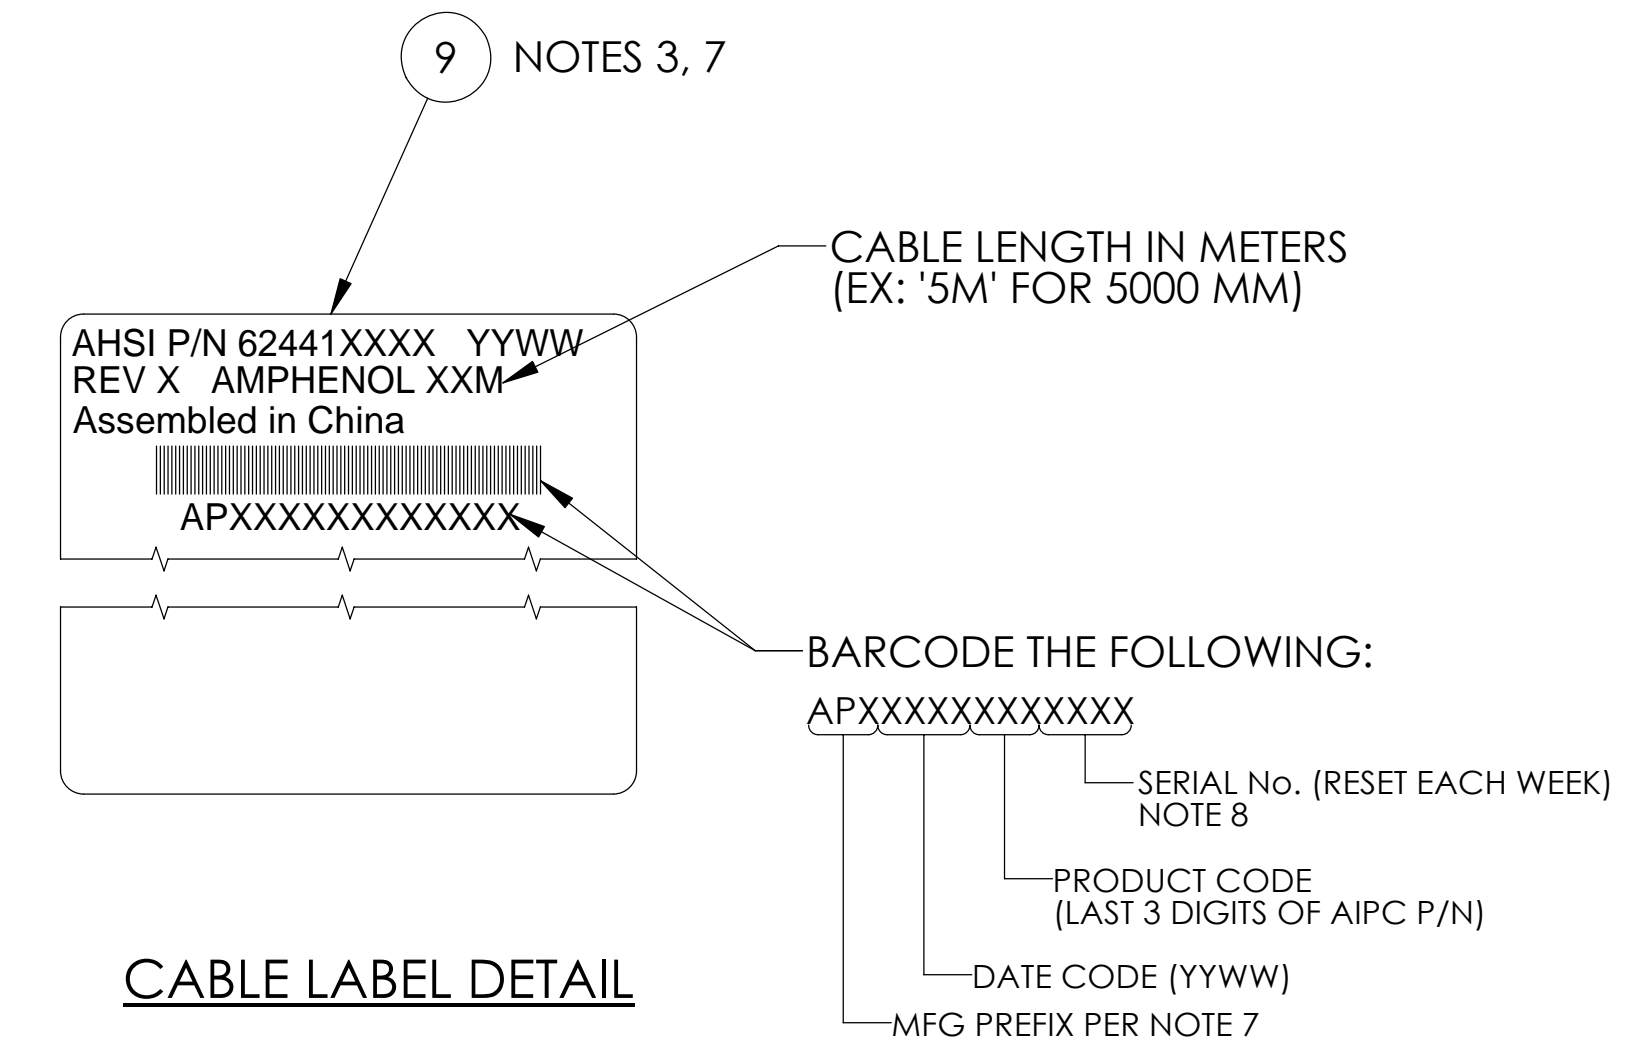 9 NOTES 3, 7
CABLE LENGTH IN METERS
(EX: '5M' FOR 5000 MM)
AHSI P/N 62441XXXX YYWW
REV X AMPHENOL XXM
Assembled in China
APXXXXXXXXXXXX
BARCODE THE FOLLOWING:
APXXXXXXXXXXXX
SERIAL No. (RESET EACH WEEK)
NOTE 8
PRODUCT CODE
(LAST 3 DIGITS OF AIPC P/N)
DATE CODE (YYWW)
MFG PREFIX PER NOTE 7
CABLE LABEL DETAIL